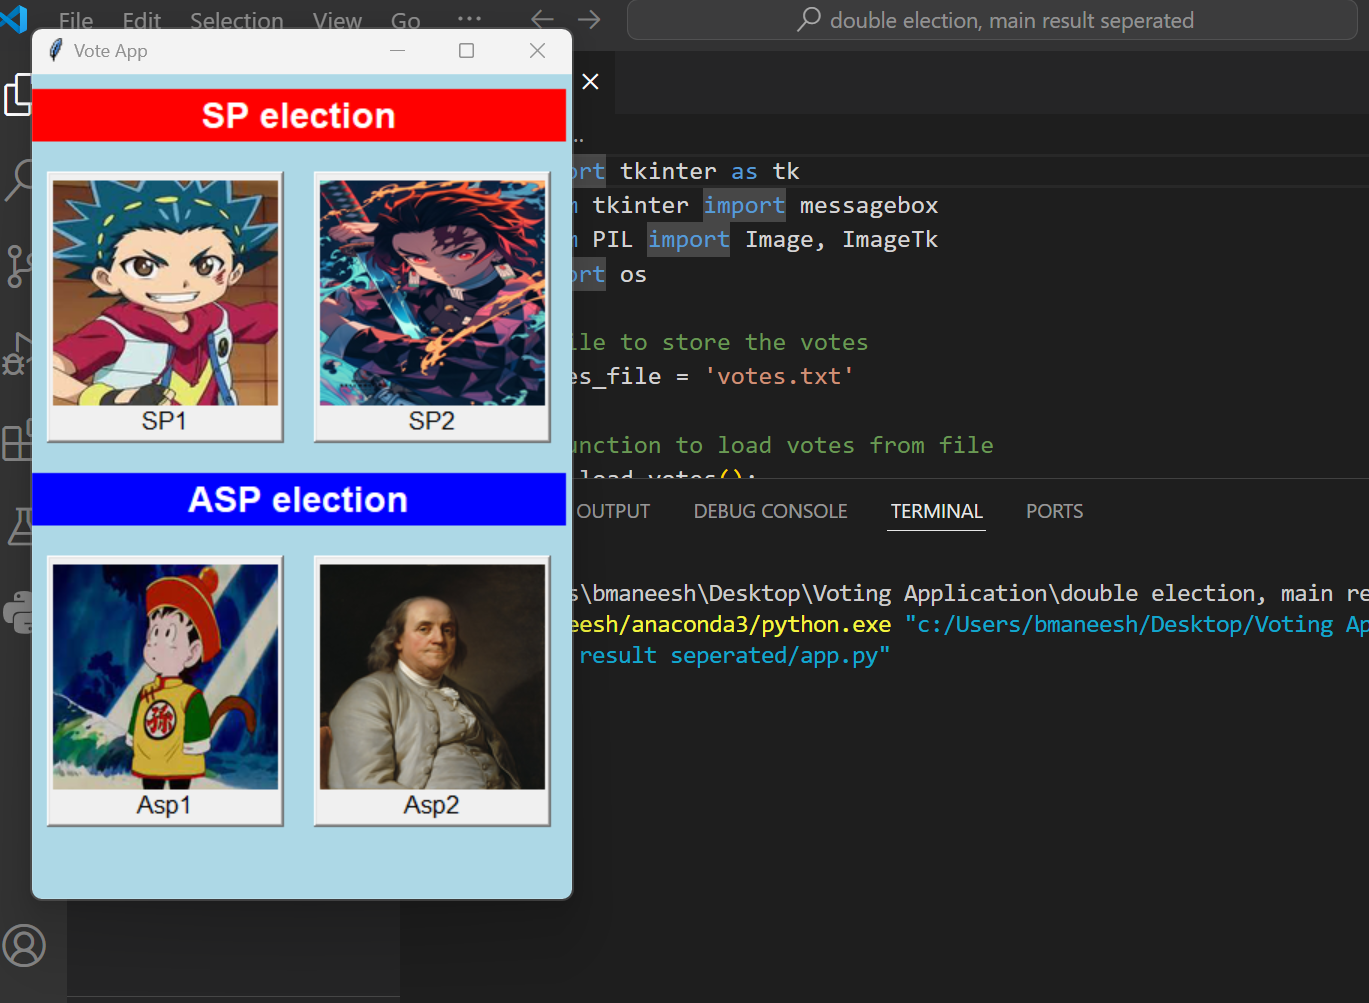 File Edit Selection View Go ...
double election, main result seperated
Vote App
SP election
SP1
SP2
ASP election
Asp1
Asp2
..
ort tkinter as tk
m tkinter import messagebox
m PIL import Image, ImageTk
ort os
ile to store the votes
es_file = 'votes.txt'
unction to load votes from file
load_votes():
OUTPUT DEBUG CONSOLE TERMINAL PORTS
s\bmaneesh\Desktop\Voting Application\double election, main re
eesh/anaconda3/python.exe "c:/Users/bmaneesh/Desktop/Voting Ap
result seperated/app.py"
孫